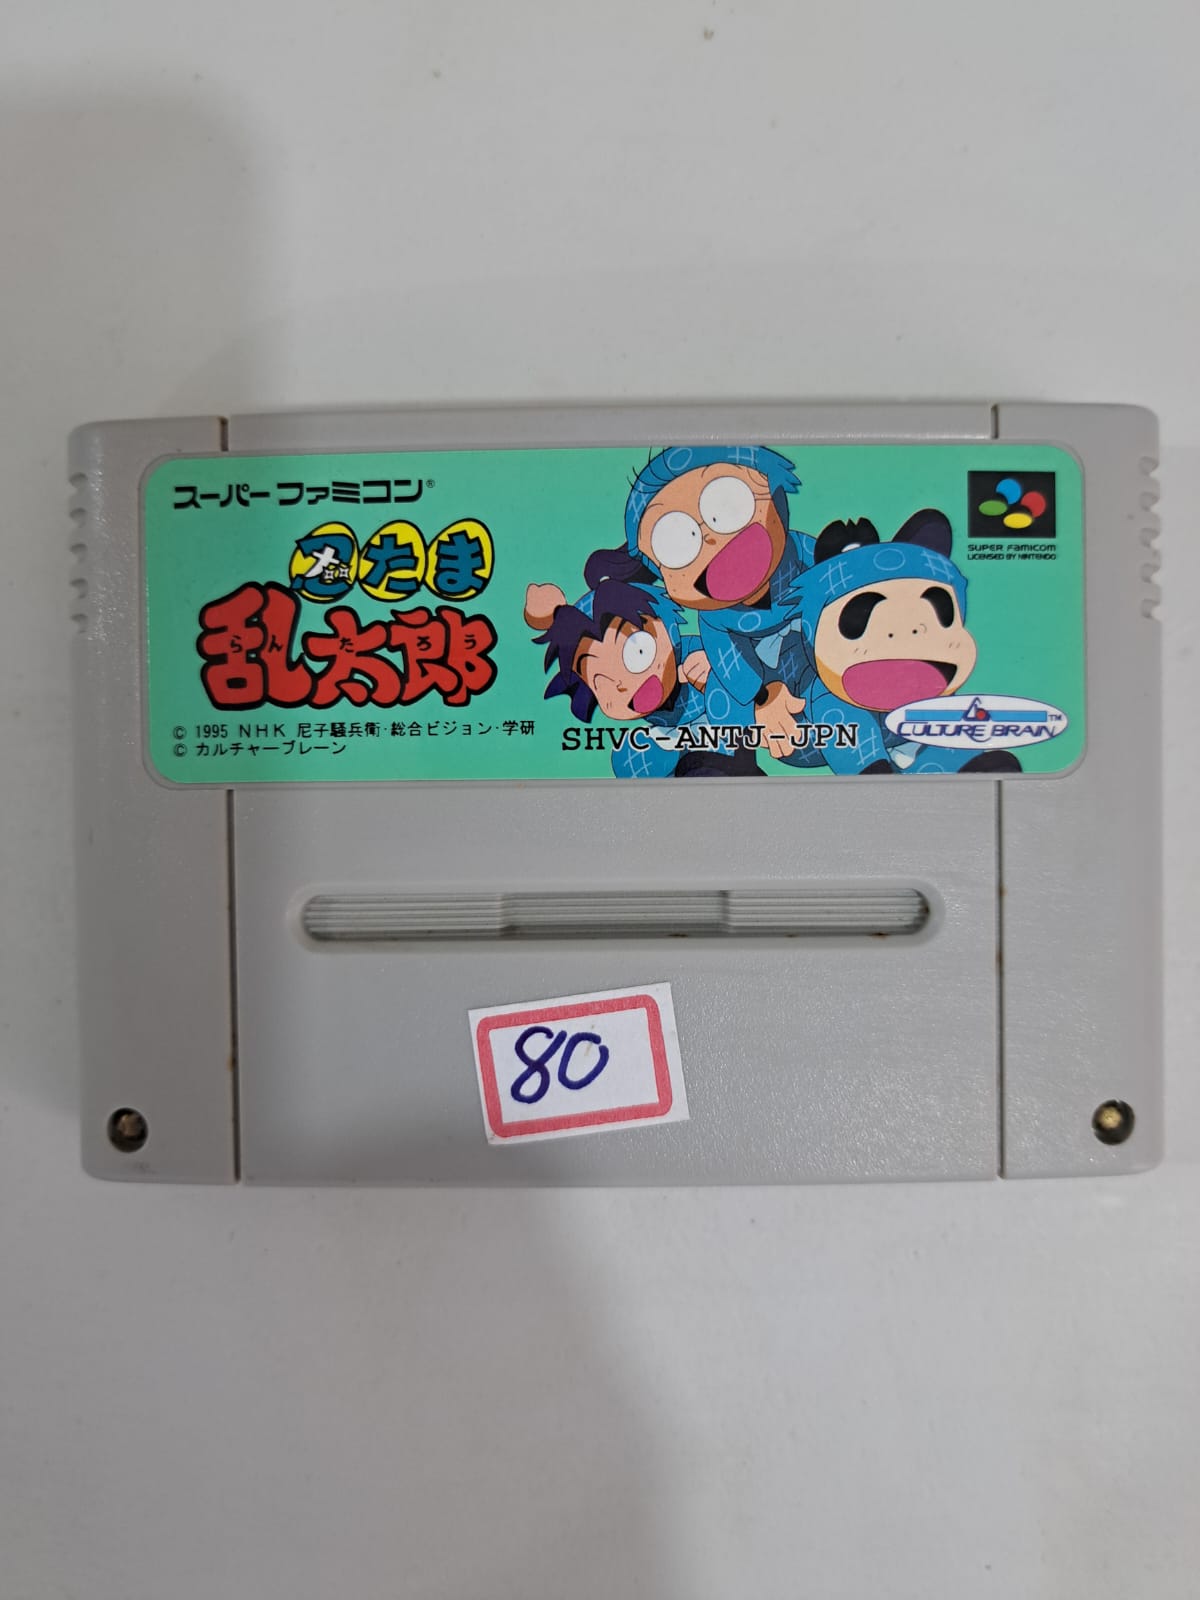 スーパーファミコン®
忍たま
乱太郎
らんたろう
SUPER FAMICOM
LICENSED BY NINTENDO
© 1995 NHK 尼子騒兵衛・総合ビジョン・学研
© カルチャーブレーン
SHVC-ANTJ-JPN
CULTURE BRAIN™
80